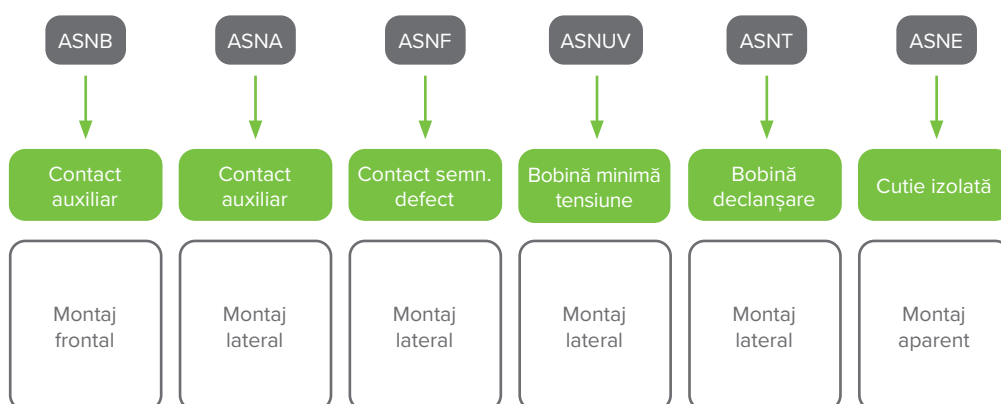 ASNB
ASNA
ASNF
ASNUV
ASNT
ASNE
Contact
auxiliar
Contact
auxiliar
Contact semn.
defect
Bobină minimă
tensiune
Bobină
declanșare
Cutie izolată
Montaj
frontal
Montaj
lateral
Montaj
lateral
Montaj
lateral
Montaj
lateral
Montaj
aparent